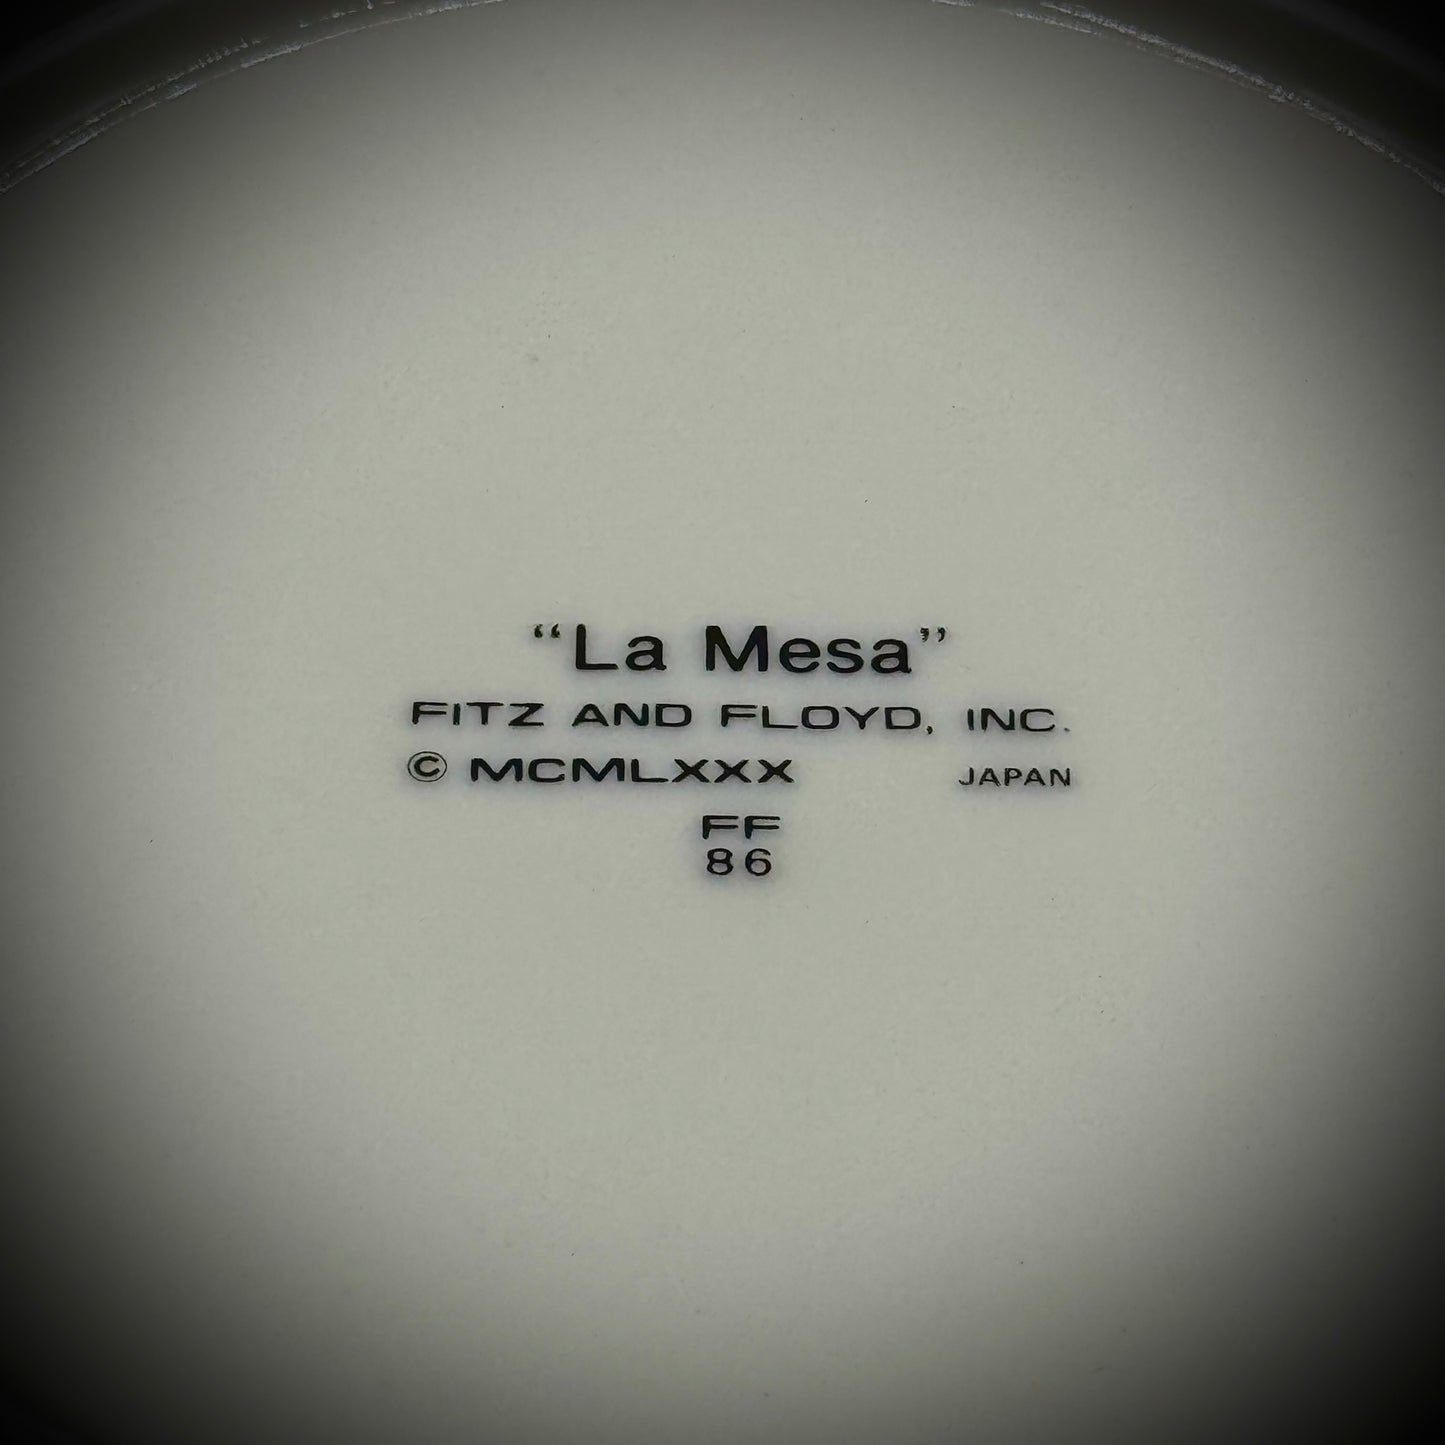 “La Mesa”
FITZ AND FLOYD, INC.
© MCMLXXX JAPAN
FF
86